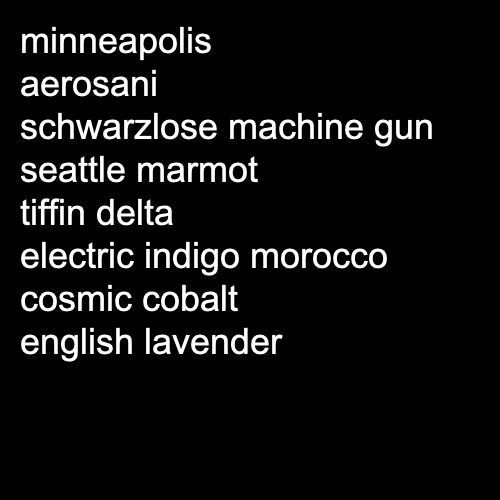 minneapolis
aerosani
schwarzlose machine gun
seattle marmot
tiffin delta
electric indigo morocco
cosmic cobalt
english lavender